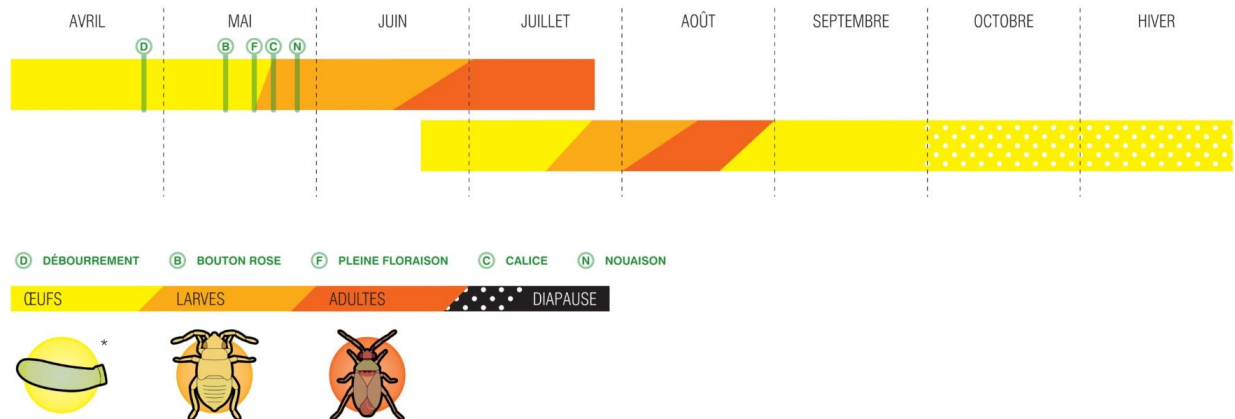 AVRIL MAI JUIN JUILLET AOÛT SEPTEMBRE OCTOBRE HIVER
D B F C N
D DÉBOURREMENT B BOUTON ROSE F PLEINE FLORAISON C CALICE N NOUAISON
ŒUFS LARVES ADULTES DIAPAUSE
*